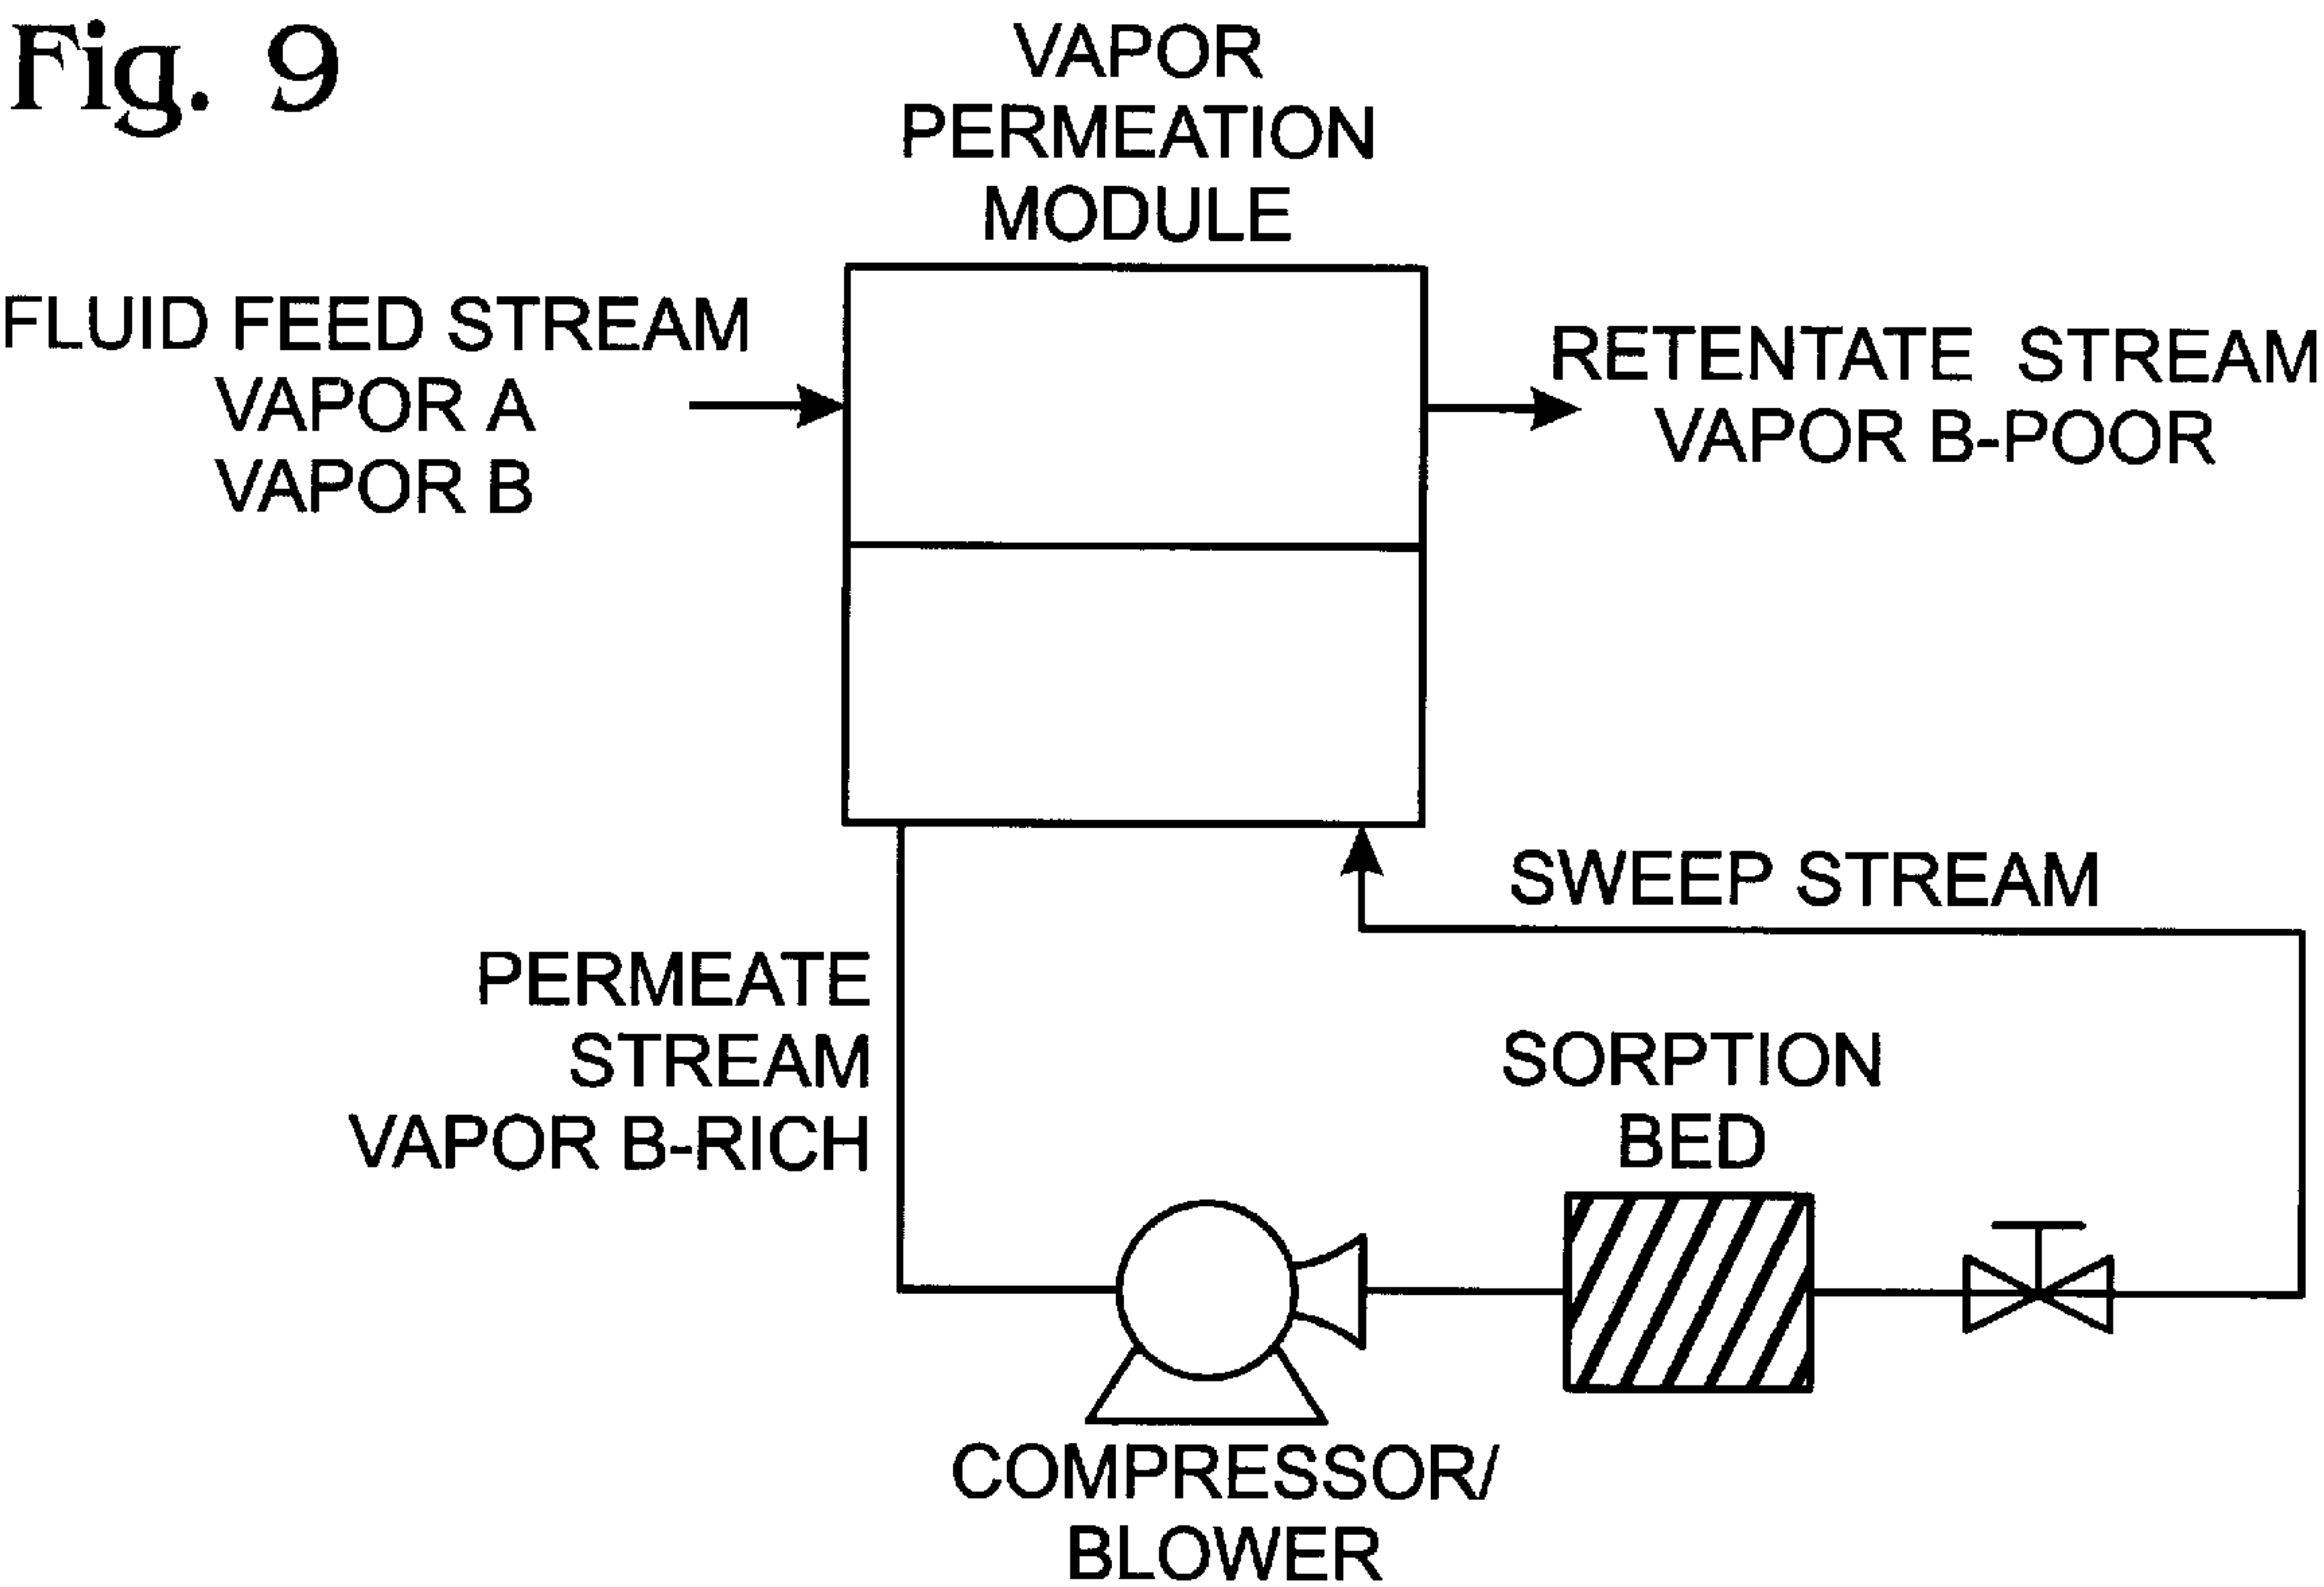 Fig. 9
VAPOR
PERMEATION
MODULE
FLUID FEED STREAM
VAPOR A
VAPOR B
RETENTATE STREAM
VAPOR B-POOR
SWEEP STREAM
PERMEATE
STREAM
VAPOR B-RICH
SORPTION
BED
COMPRESSOR/
BLOWER